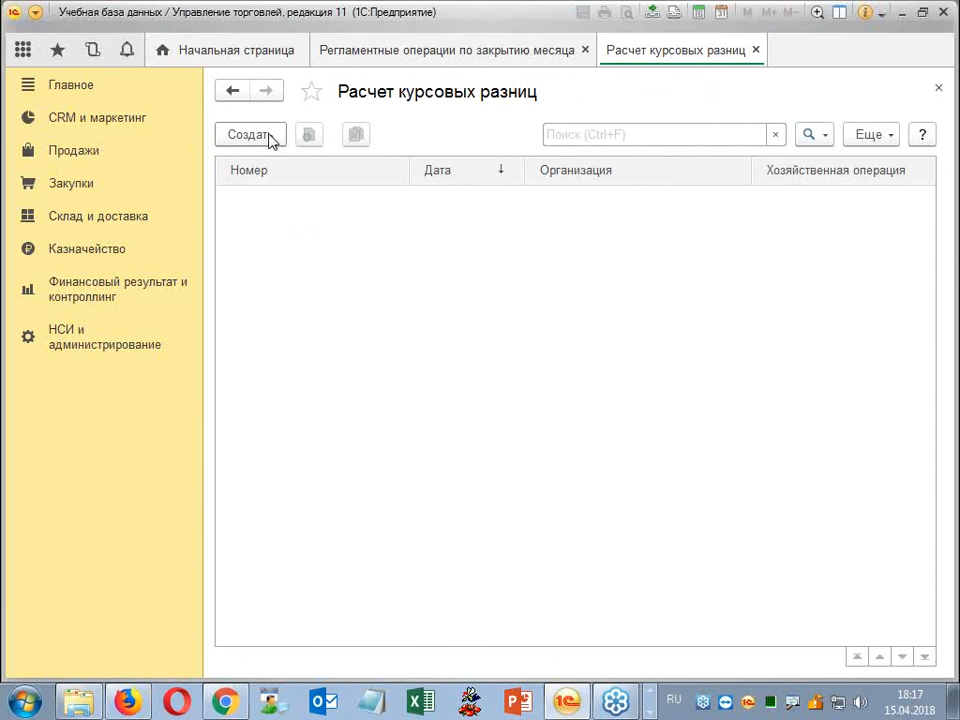 Учебная база данных / Управление торговлей, редакция 11 (1С:Предприятие)
M M+ M-
Начальная страница
Регламентные операции по закрытию месяца ×
Расчет курсовых разниц ×
Главное
CRM и маркетинг
Продажи
Закупки
Склад и доставка
Казначейство
Финансовый результат и
контроллинг
НСИ и
администрирование
Расчет курсовых разниц
Создать
Поиск (Ctrl+F)
Еще
?
Номер
Дата ↓
Организация
Хозяйственная операция
RU
18:17
15.04.2018